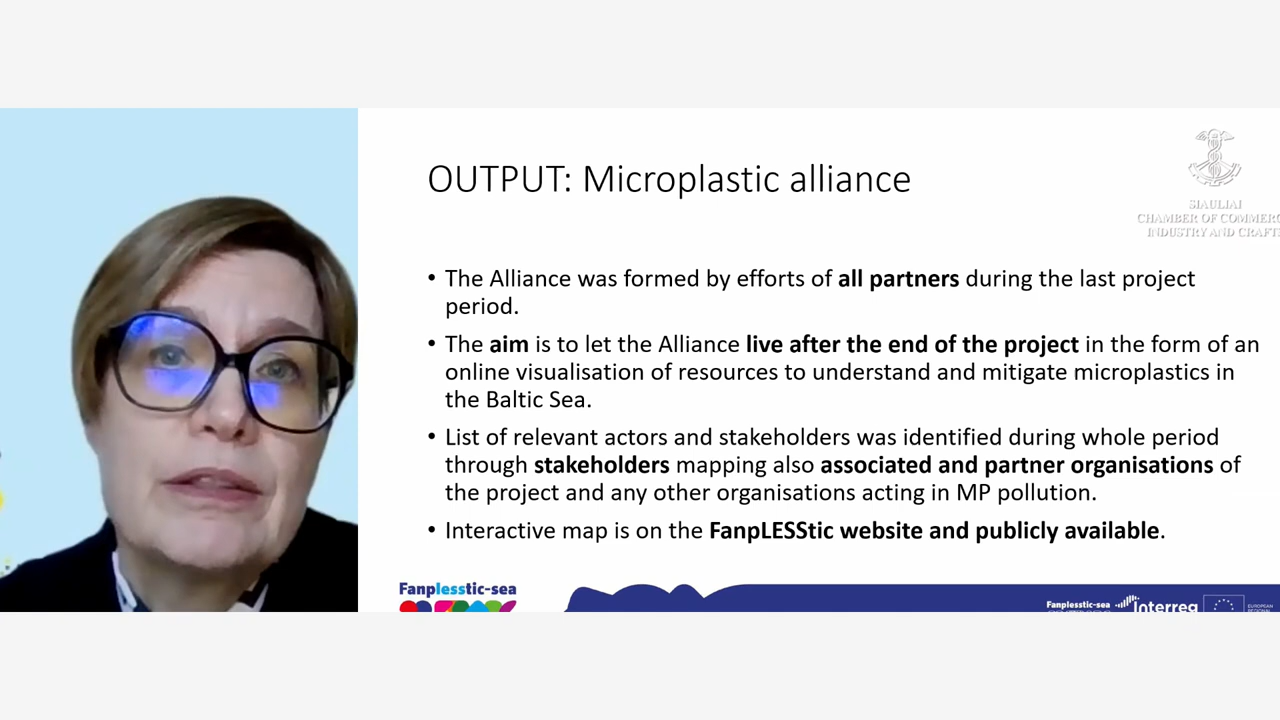 OUTPUT: Microplastic alliance
SIAULIAI
CHAMBER OF COMMERC
INDUSTRY AND CRAFT
• The Alliance was formed by efforts of all partners during the last project
period.
• The aim is to let the Alliance live after the end of the project in the form of an
online visualisation of resources to understand and mitigate microplastics in
the Baltic Sea.
• List of relevant actors and stakeholders was identified during whole period
through stakeholders mapping also associated and partner organisations of
the project and any other organisations acting in MP pollution.
• Interactive map is on the FanpLESStic website and publicly available.
Fanplesstic-sea
Fanplesstic-sea
Interreg
EUROPEAN
REGIONAL